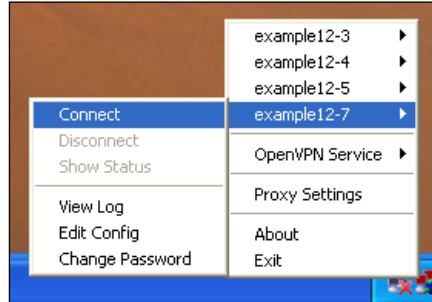 example12-3
example12-4
example12-5
example12-7
OpenVPN Service
Proxy Settings
About
Exit
Connect
Disconnect
Show Status
View Log
Edit Config
Change Password